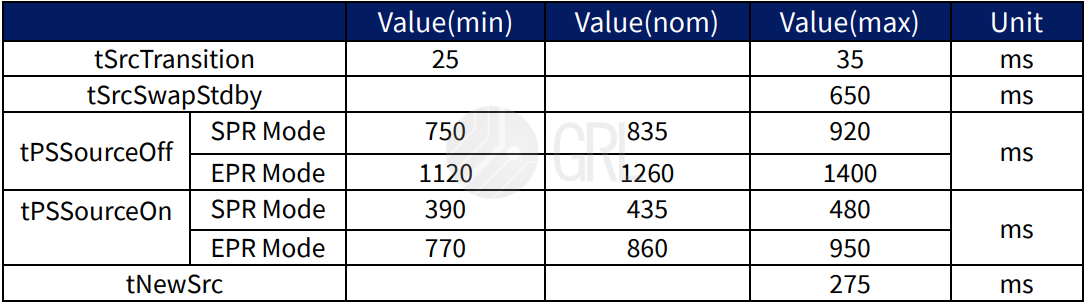 Value(min) Value(nom) Value(max) Unit
tSrcTransition 25 35 ms
tSrcSwapStdby 650 ms
tPSSourceOff SPR Mode 750 835 920 ms
EPR Mode 1120 1260 1400
tPSSourceOn SPR Mode 390 435 480 ms
EPR Mode 770 860 950
tNewSrc 275 ms
GRL